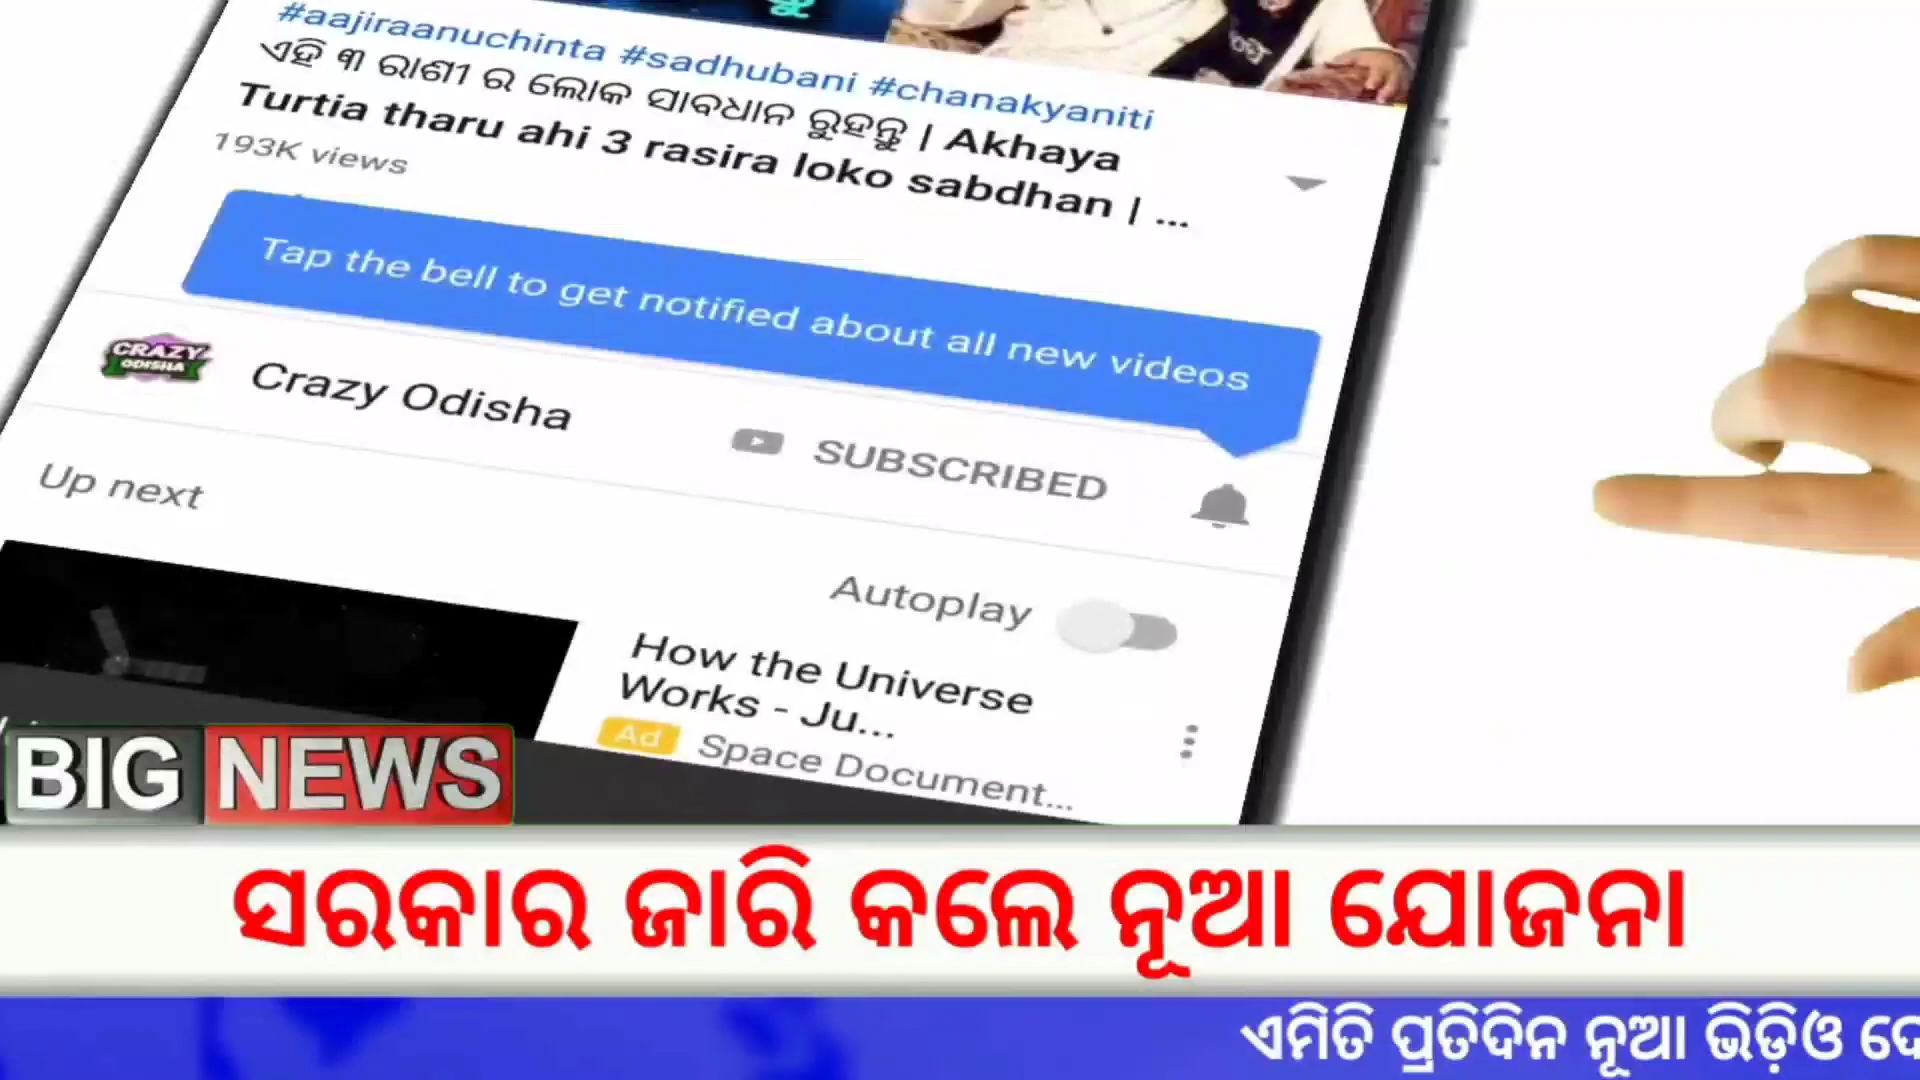 #aajiraanuchinta #sadhubani #chanakyaniti
ଏହି ୩ ରାଶୀ ର ଲୋକ ସାବଧାନ ରୁହନ୍ତୁ | Akhaya
Turtia tharu ahi 3 rasira loko sabdhan | ...
193K views
Tap the bell to get notified about all new videos
CRAZY
ODISHA
Crazy Odisha
SUBSCRIBED
Up next
Autoplay
How the Universe
Works - Ju...
Ad Space Document...
BIG NEWS
ସରକାର ଜାରି କଲେ ନୂଆ ଯୋଜନା
ଏମିତି ପ୍ରତିଦିନ ନୂଆ ଭିଡ଼ିଓ